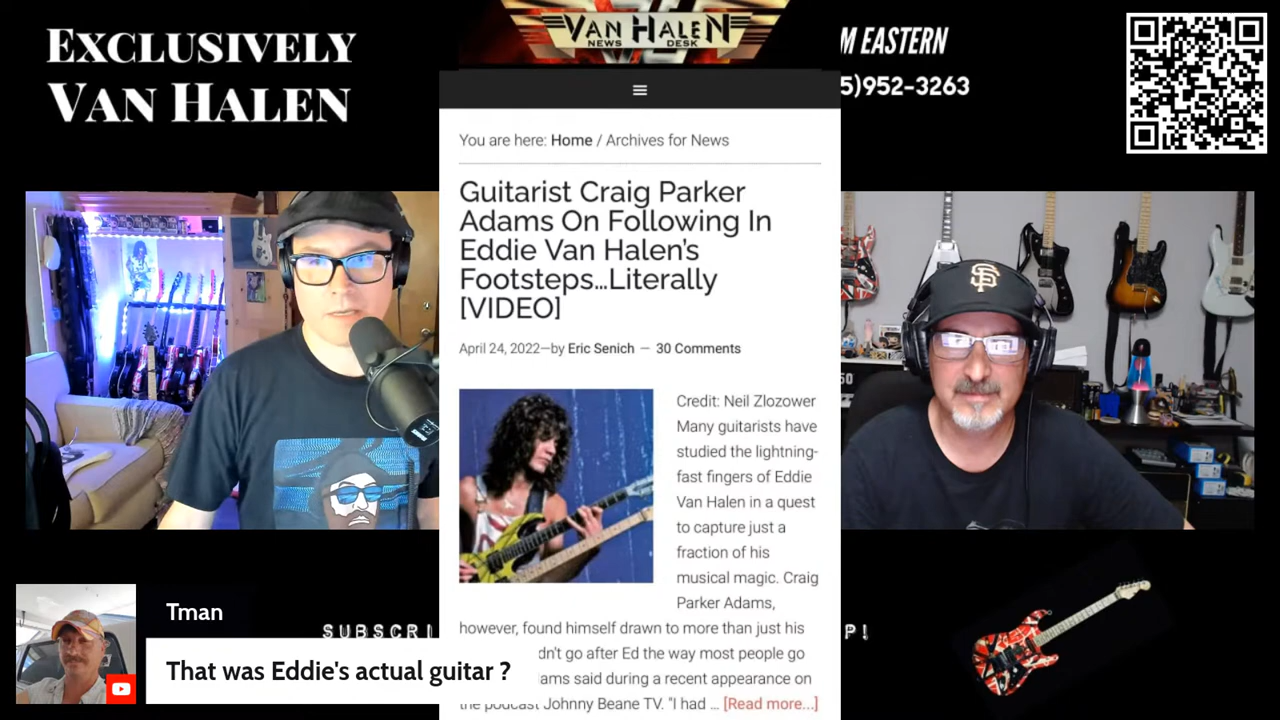 EXCLUSIVELY
VAN HALEN
VAN HALEN
NEWS DESK
M EASTERN
5)952-3263
You are here: Home / Archives for News
Guitarist Craig Parker
Adams On Following In
Eddie Van Halen's
Footsteps...Literally
[VIDEO]
April 24, 2022—by Eric Senich — 30 Comments
Credit: Neil Zlozower
Many guitarists have
studied the lightning-
fast fingers of Eddie
Van Halen in a quest
to capture just a
fraction of his
musical magic. Craig
Parker Adams,
however, found himself drawn to more than just his
dn't go after Ed the way most people go
ams said during a recent appearance on
the podcast Johnny Beane TV. "I had ... [Read more...]
SF
50
Tman
SUBSCRI
P!
That was Eddie's actual guitar ?